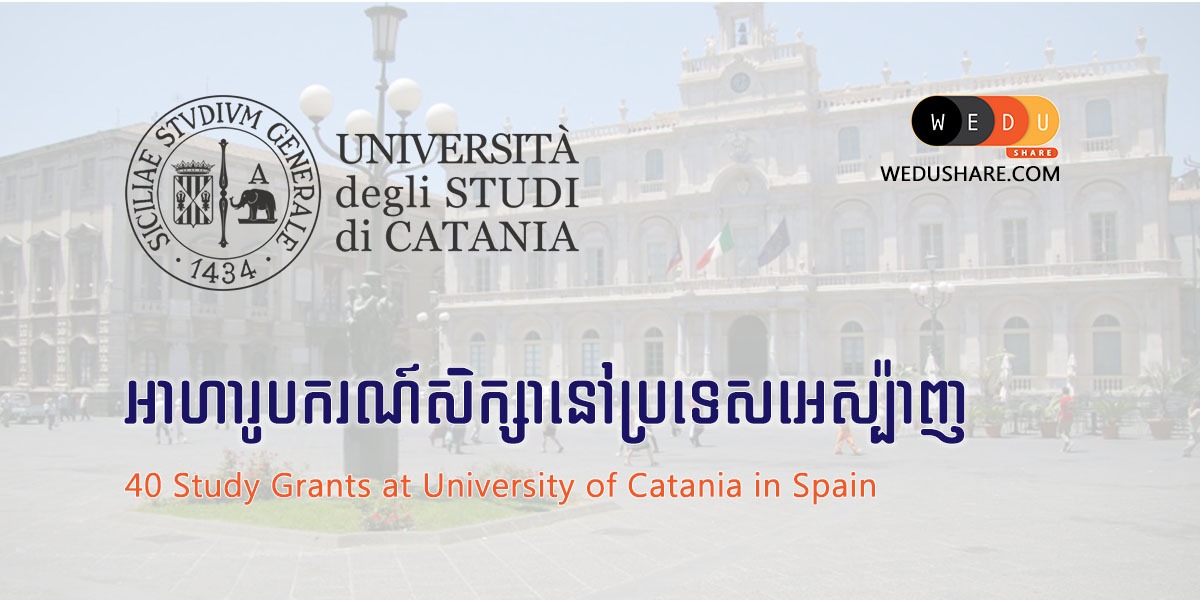 SICILIAE STVDIVM GENERALE
· 1434 ·
A
UNIVERSITÀ
degli STUDI
di CATANIA
WEDU
SHARE
WEDUSHARE.COM
អាហារូបករណ៍សិក្សានៅប្រទេសអេស្ប៉ាញ
40 Study Grants at University of Catania in Spain